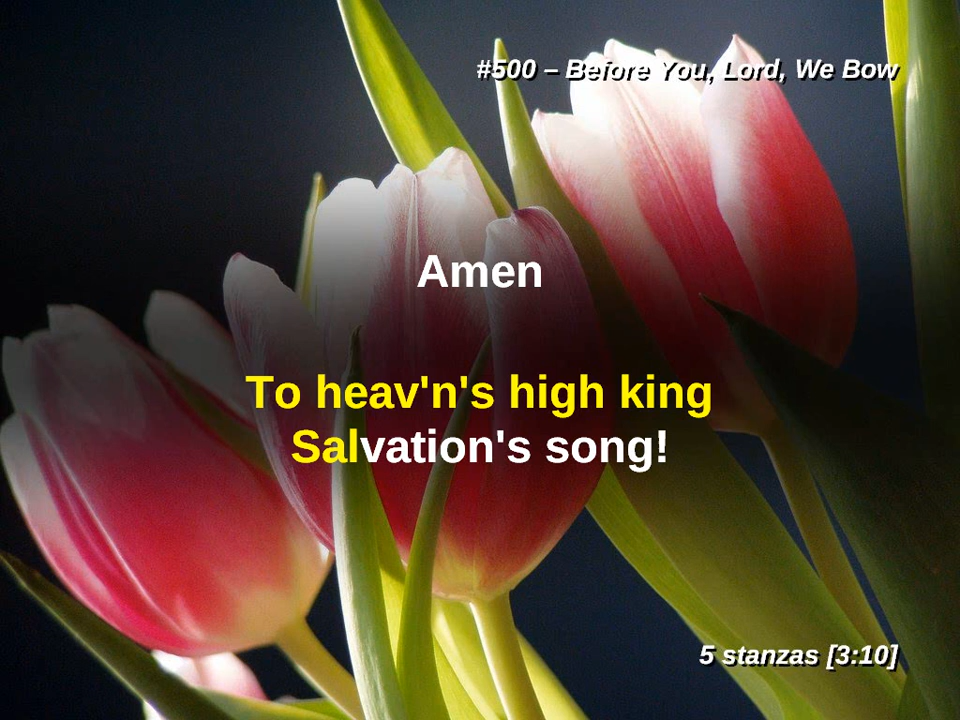 #500 – Before You, Lord, We Bow
Amen
To heav'n's high king
Salvation's song!
5 stanzas [3:10]